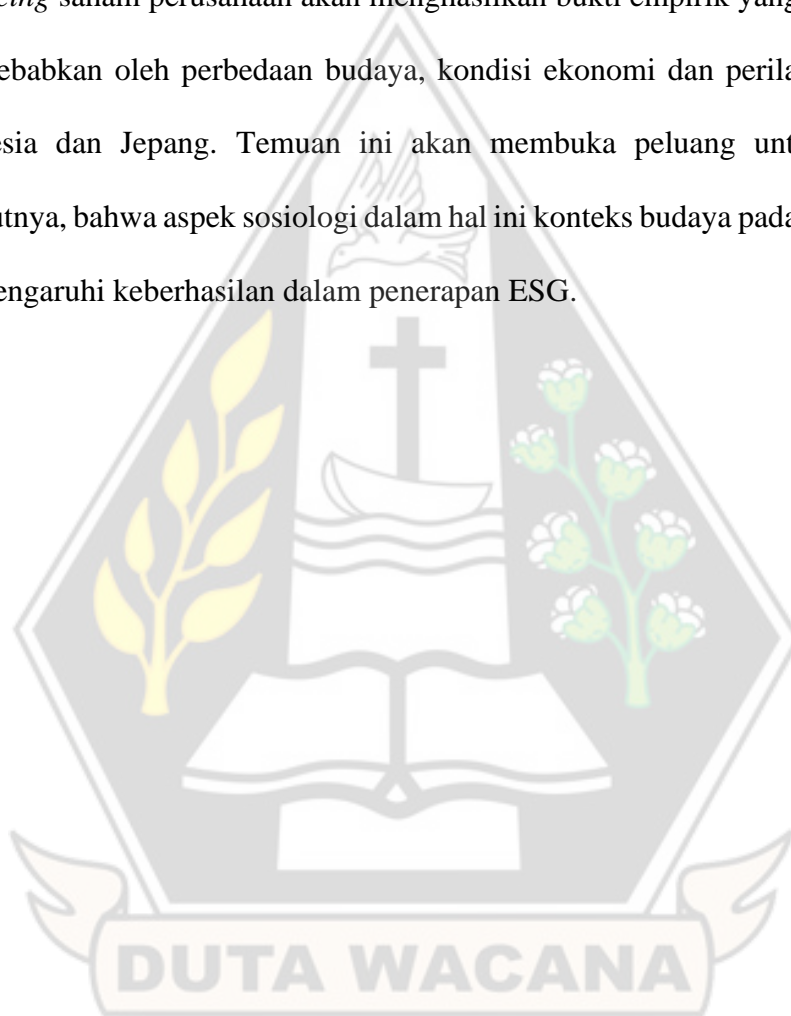 cing saham perusahaan akan menghasilkan bukti empirik yang
ebabkan oleh perbedaan budaya, kondisi ekonomi dan perila
esia dan Jepang. Temuan ini akan membuka peluang unt
utnya, bahwa aspek sosiologi dalam hal ini konteks budaya pada
engaruhi keberhasilan dalam penerapan ESG.
DUTA WACANA